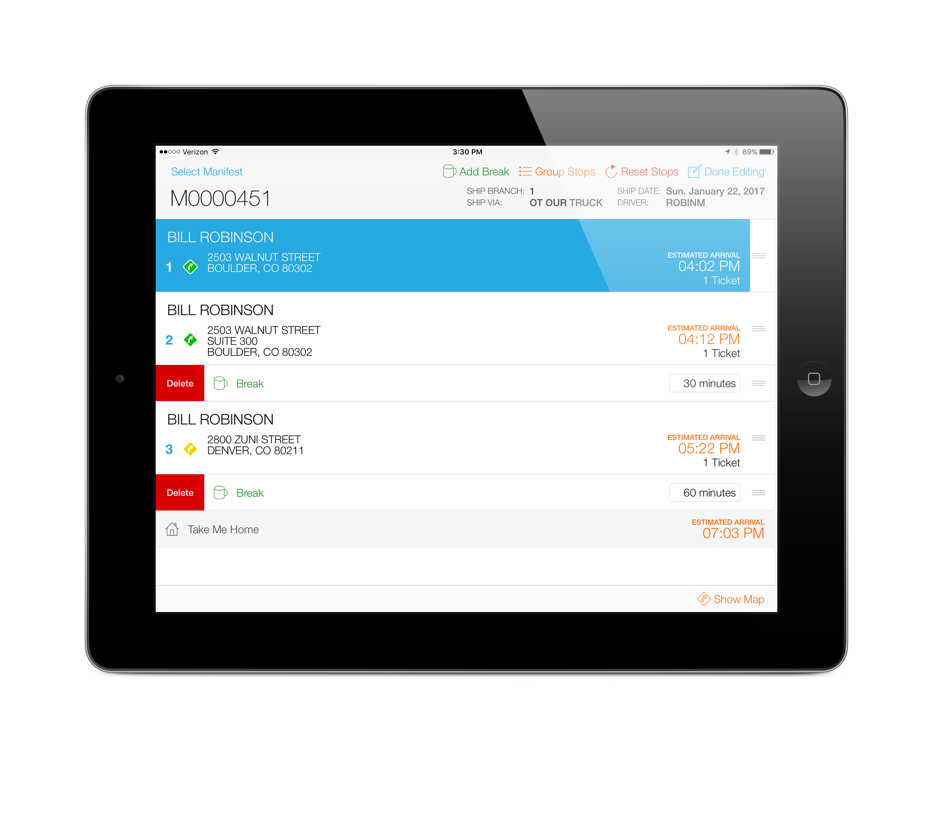 Verizon 3:30 PM 89%
Select Manifest Add Break Group Stops Reset Stops Done Editing
M0000451
SHIP BRANCH: 1 SHIP DATE: Sun. January 22, 2017
SHIP VIA: OT OUR TRUCK DRIVER: ROBINM
BILL ROBINSON
1
2503 WALNUT STREET
BOULDER, CO 80302
ESTIMATED ARRIVAL
04:02 PM
1 Ticket
BILL ROBINSON
2
2503 WALNUT STREET
SUITE 300
BOULDER, CO 80302
ESTIMATED ARRIVAL
04:12 PM
1 Ticket
Delete Break 30 minutes
BILL ROBINSON
3
2800 ZUNI STREET
DENVER, CO 80211
ESTIMATED ARRIVAL
05:22 PM
1 Ticket
Delete Break 60 minutes
Take Me Home
ESTIMATED ARRIVAL
07:03 PM
Show Map